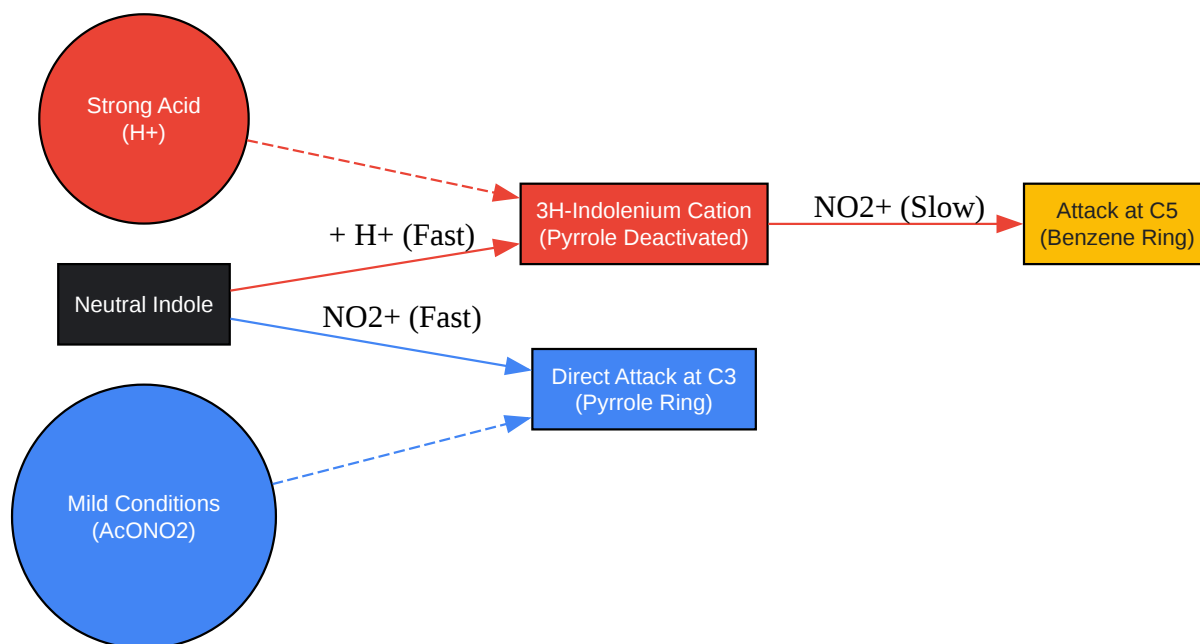 Strong Acid
(H+)
3H-Indolenium Cation
(Pyrrole Deactivated)
NO2+ (Slow)
Attack at C5
(Benzene Ring)
+ H+ (Fast)
Neutral Indole
NO2+ (Fast)
Direct Attack at C3
(Pyrrole Ring)
Mild Conditions
(AcONO2)